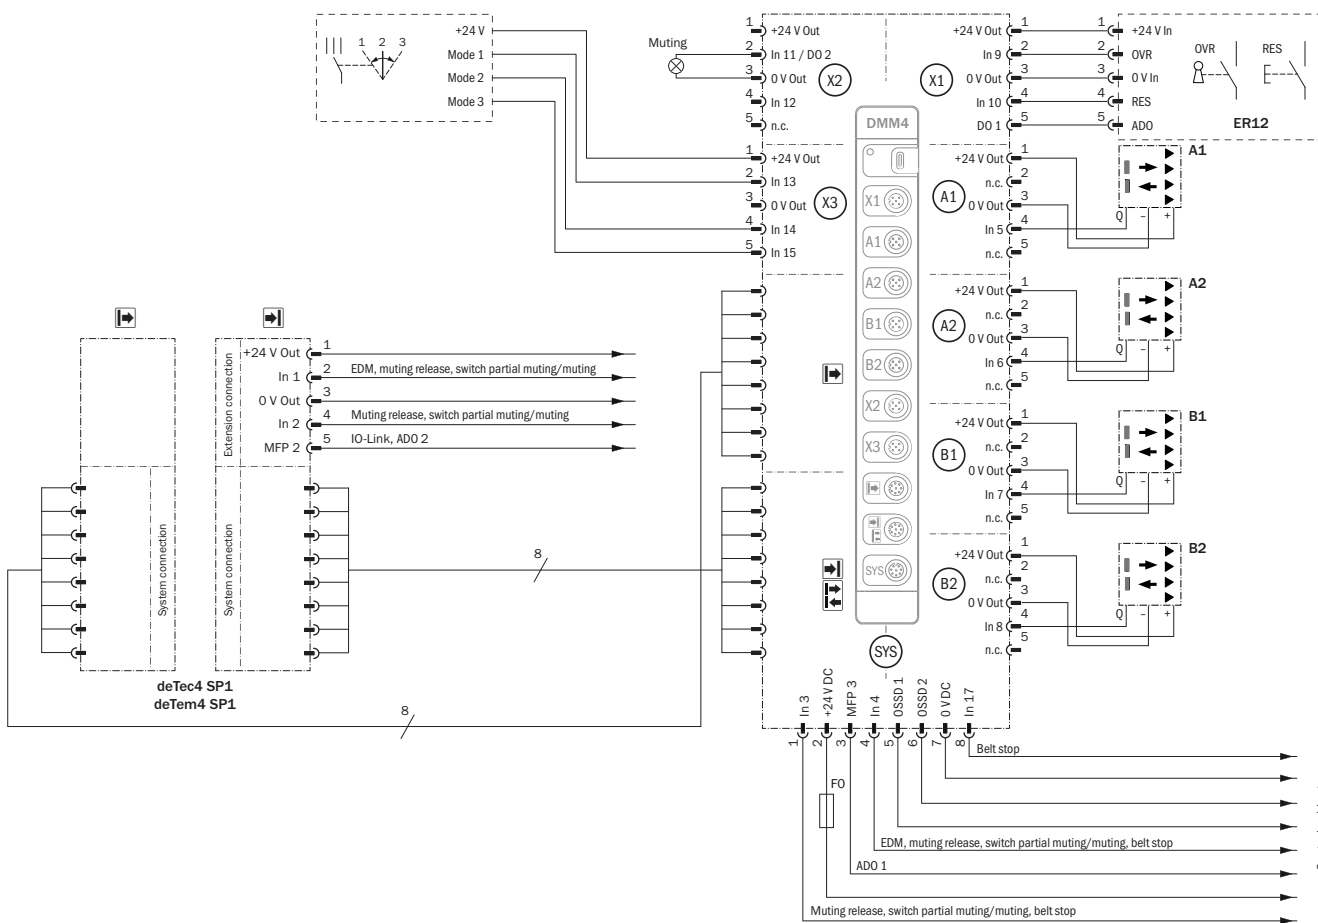 +24 V
Mode 1
Mode 2
Mode 3
1 2 3
Muting
1 +24 V Out
2 In 11 / DO 2
3 0 V Out
4 In 12
5 n.c.
X2
1 +24 V Out
2 In 13
3 0 V Out
4 In 14
5 In 15
X3
DMM4
X1
A1
A2
B1
B2
X2
X3
SYS
SYS
X1
+24 V Out 1
In 9 2
0 V Out 3
In 10 4
DO 1 5
1 +24 V In
2 OVR
3 0 V In
4 RES
5 ADO
OVR RES
ER12
A1
+24 V Out 1
n.c. 2
0 V Out 3
In 5 4
n.c. 5
A1
Q – +
A2
+24 V Out 1
n.c. 2
0 V Out 3
In 6 4
n.c. 5
A2
Q – +
B1
+24 V Out 1
n.c. 2
0 V Out 3
In 7 4
n.c. 5
B1
Q – +
B2
+24 V Out 1
n.c. 2
0 V Out 3
In 8 4
n.c. 5
B2
Q – +
Extension connection
+24 V Out 1
In 1 2 EDM, muting release, switch partial muting/muting
0 V Out 3
In 2 4 Muting release, switch partial muting/muting
MFP 2 5 IO-Link, ADO 2
System connection
System connection
deTec4 SP1
deTem4 SP1
8
8
In 3
+24 V DC
MFP 3
In 4
OSSD 1
OSSD 2
0 V DC
In 17
1 2 3 4 5 6 7 8
Belt stop
F0
EDM, muting release, switch partial muting/muting, belt stop
ADO 1
Muting release, switch partial muting/muting, belt stop